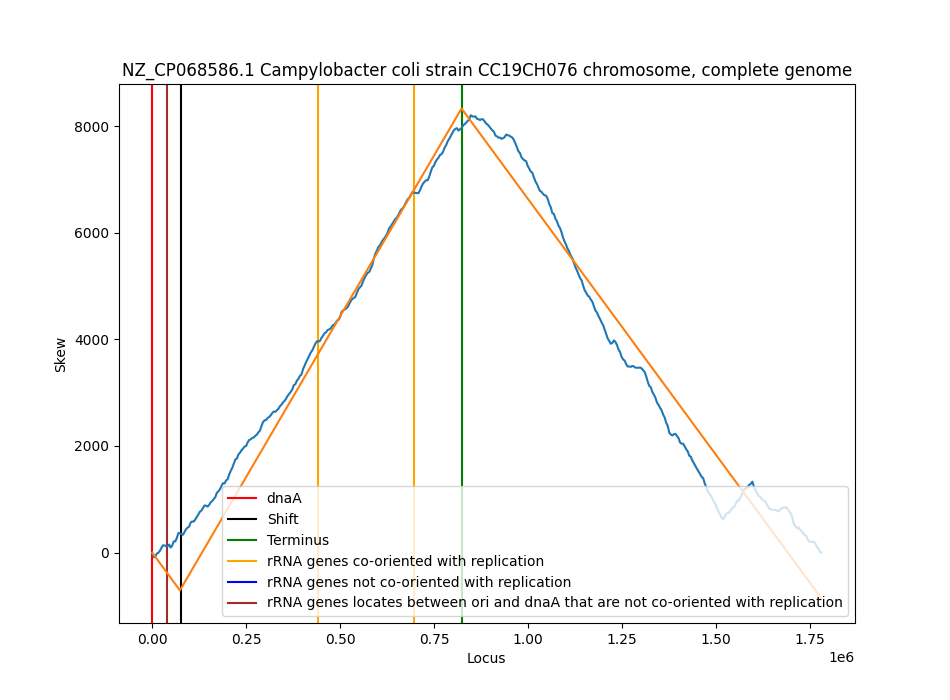 NZ_CP068586.1 Campylobacter coli strain CC19CH076 chromosome, complete genome
8000
6000
4000
2000
0
Skew
dnaA
Shift
Terminus
rRNA genes co-oriented with replication
rRNA genes not co-oriented with replication
rRNA genes locates between ori and dnaA that are not co-oriented with replication
0.00 0.25 0.50 0.75 1.00 1.25 1.50 1.75
1e6
Locus